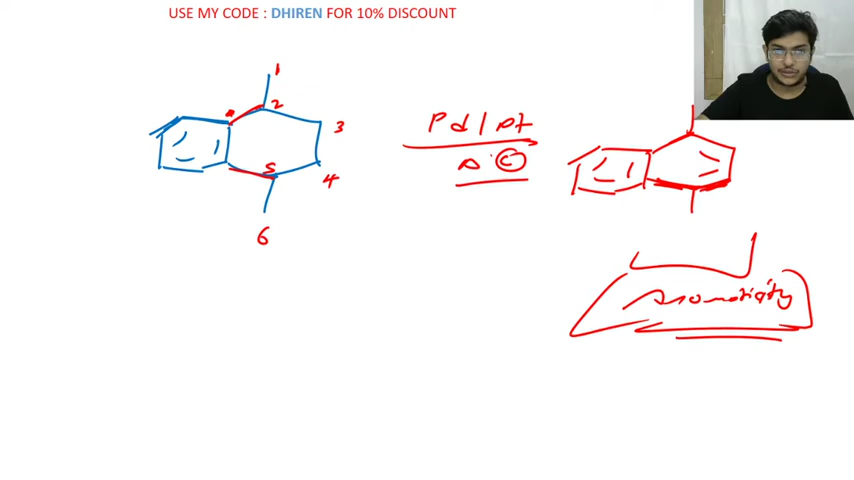 USE MY CODE : DHIREN FOR 10% DISCOUNT
1
2
3
4
5
6
Pd / Pt
Δ C
Aromaticity